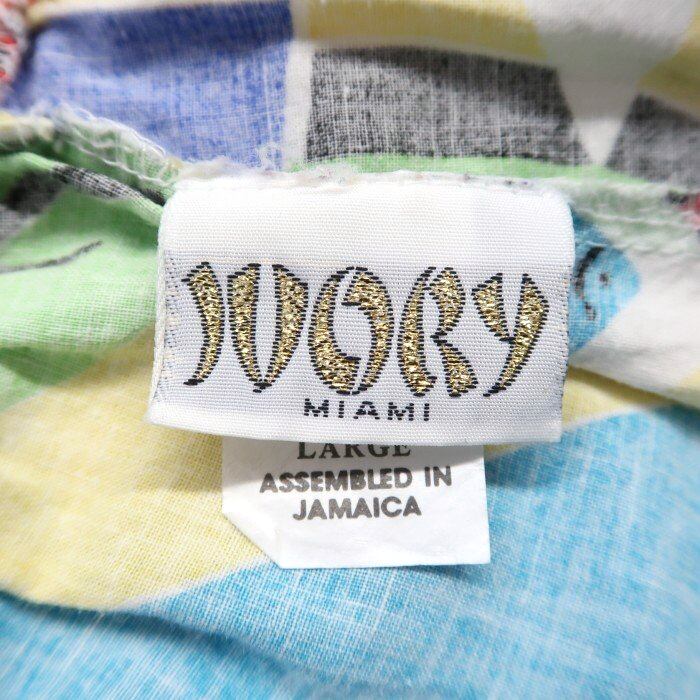 IVORY
MIAMI
LARGE
ASSEMBLED IN
JAMAICA